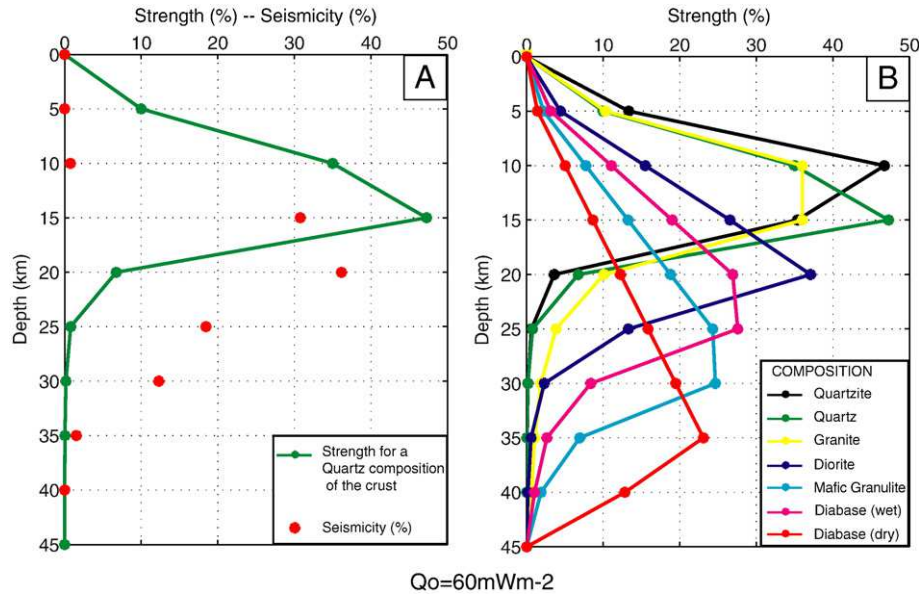 Strength (%) -- Seismicity (%)
0 10 20 30 40 50
A
Depth (km)
0
5
10
15
20
25
30
35
40
45
Strength for a
Quartz composition
of the crust
Seismicity (%)
Strength (%)
0 10 20 30 40 50
B
Depth (km)
0
5
10
15
20
25
30
35
40
45
COMPOSITION
Quartzite
Quartz
Granite
Diorite
Mafic Granulite
Diabase (wet)
Diabase (dry)
Qo=60mWm-2